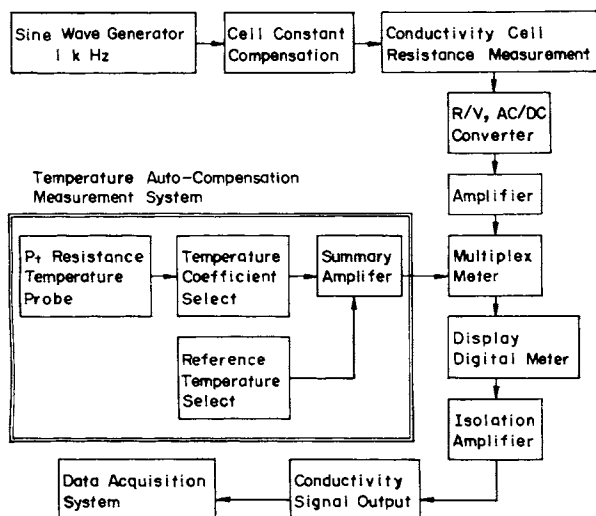 Sine Wave Generator
1 k Hz
Cell Constant
Compensation
Conductivity Cell
Resistance Measurement
R/V, AC/DC
Converter
Amplifier
Temperature Auto-Compensation
Measurement System
Pt Resistance
Temperature
Probe
Temperature
Coefficient
Select
Summary
Amplifer
Multiplex
Meter
Reference
Temperature
Select
Display
Digital Meter
Isolation
Amplifier
Data Acquisition
System
Conductivity
Signal Output